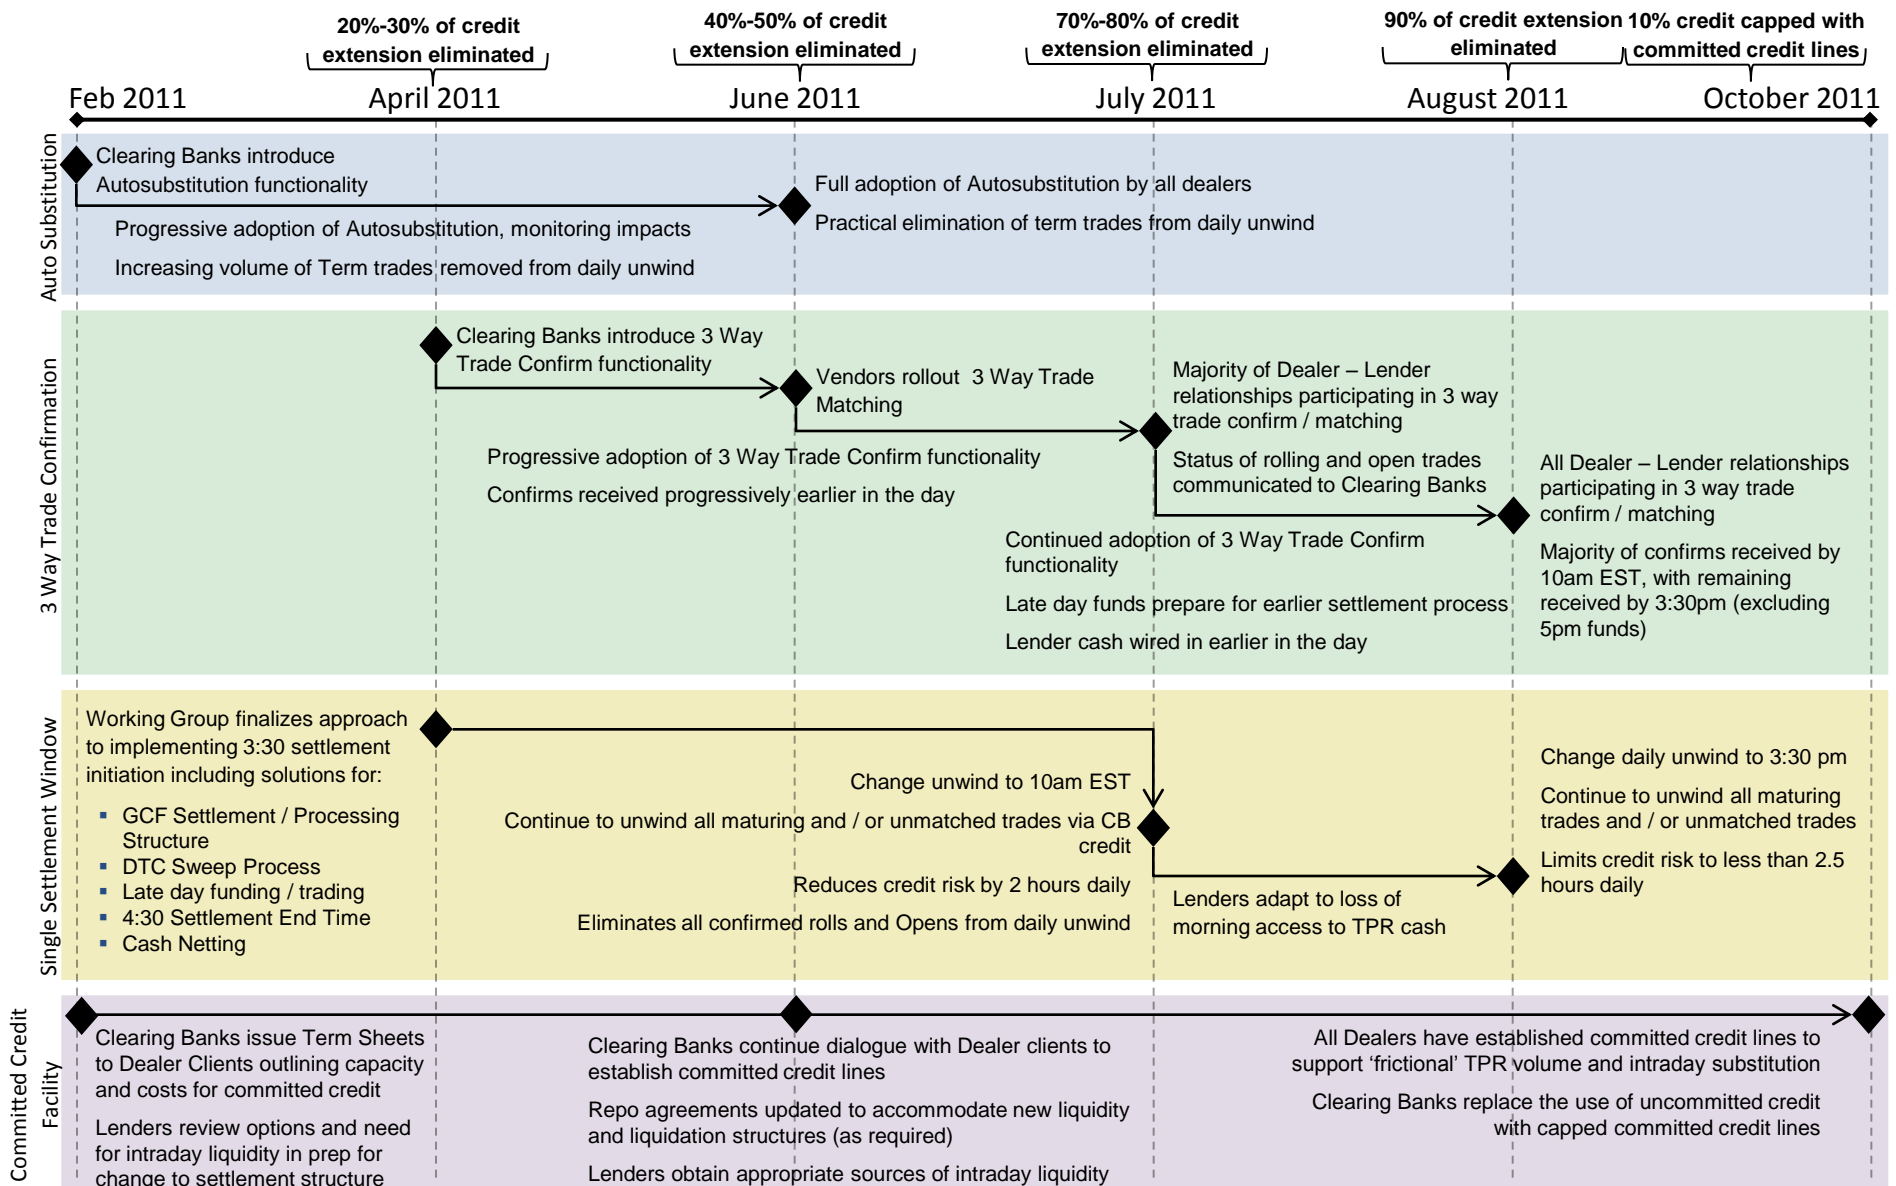 20%-30% of credit
extension eliminated
40%-50% of credit
extension eliminated
70%-80% of credit
extension eliminated
90% of credit extension
eliminated
10% credit capped with
committed credit lines
Feb 2011
April 2011
June 2011
July 2011
August 2011
October 2011
Auto Substitution
Clearing Banks introduce
Autosubstitution functionality
Progressive adoption of Autosubstitution, monitoring impacts
Increasing volume of Term trades removed from daily unwind
Full adoption of Autosubstitution by all dealers
Practical elimination of term trades from daily unwind
3 Way Trade Confirmation
Clearing Banks introduce 3 Way
Trade Confirm functionality
Vendors rollout 3 Way Trade
Matching
Progressive adoption of 3 Way Trade Confirm functionality
Confirms received progressively earlier in the day
Majority of Dealer – Lender
relationships participating in 3 way
trade confirm / matching
Status of rolling and open trades
communicated to Clearing Banks
Continued adoption of 3 Way Trade Confirm
functionality
Late day funds prepare for earlier settlement process
Lender cash wired in earlier in the day
All Dealer – Lender relationships
participating in 3 way trade
confirm / matching
Majority of confirms received by
10am EST, with remaining
received by 3:30pm (excluding
5pm funds)
Single Settlement Window
Working Group finalizes approach
to implementing 3:30 settlement
initiation including solutions for:
▪ GCF Settlement / Processing
Structure
▪ DTC Sweep Process
▪ Late day funding / trading
▪ 4:30 Settlement End Time
▪ Cash Netting
Change unwind to 10am EST
Continue to unwind all maturing and / or unmatched trades via CB
credit
Reduces credit risk by 2 hours daily
Eliminates all confirmed rolls and Opens from daily unwind
Lenders adapt to loss of
morning access to TPR cash
Change daily unwind to 3:30 pm
Continue to unwind all maturing
trades and / or unmatched trades
Limits credit risk to less than 2.5
hours daily
Committed Credit
Facility
Clearing Banks issue Term Sheets
to Dealer Clients outlining capacity
and costs for committed credit
Lenders review options and need
for intraday liquidity in prep for
change to settlement structure
Clearing Banks continue dialogue with Dealer clients to
establish committed credit lines
Repo agreements updated to accommodate new liquidity
and liquidation structures (as required)
Lenders obtain appropriate sources of intraday liquidity
All Dealers have established committed credit lines to
support ‘frictional’ TPR volume and intraday substitution
Clearing Banks replace the use of uncommitted credit
with capped committed credit lines